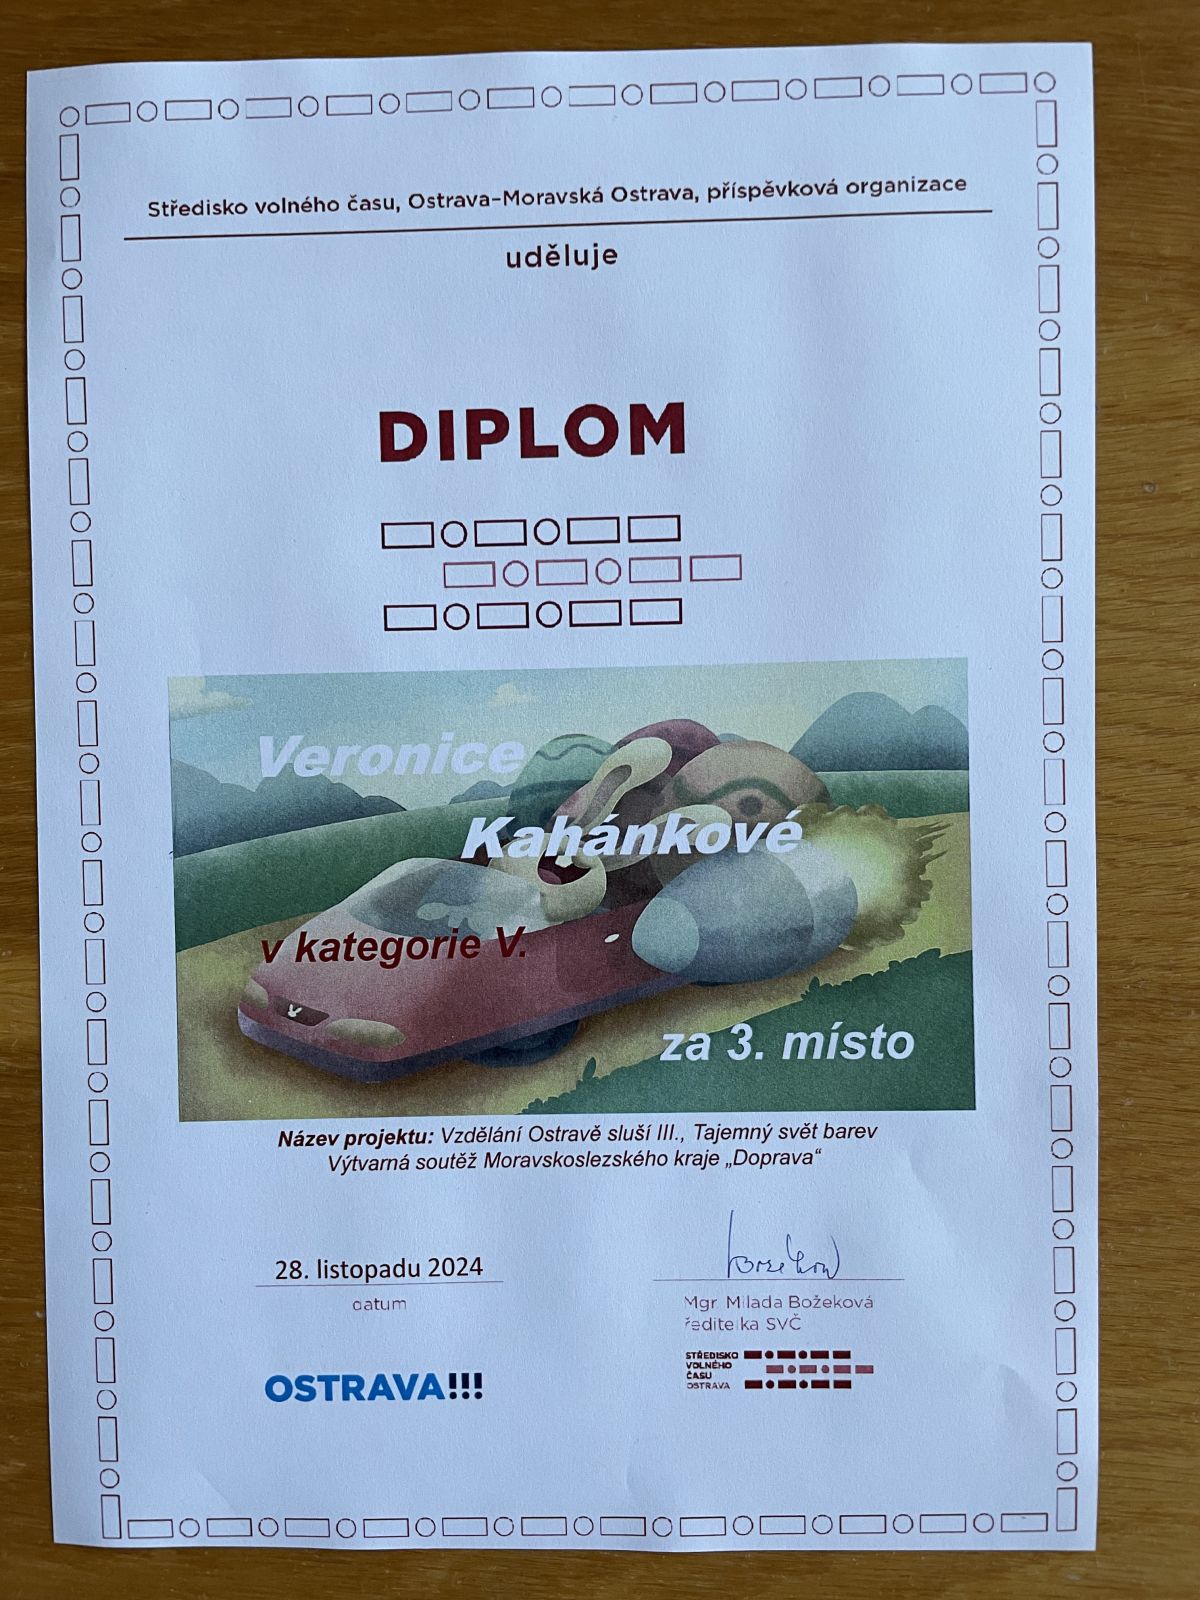 Středisko volného času, Ostrava-Moravská Ostrava, příspěvková organizace
uděluje
DIPLOM
Veronice
Kahánkové
v kategorie V.
za 3. místo
Název projektu: Vzdělání Ostravě sluší III., Tajemný svět barev
Výtvarná soutěž Moravskoslezského kraje „Doprava“
28. listopadu 2024
datum
Mgr. Milada Božeková
ředitelka SVČ
OSTRAVA!!!
STŘEDISKO
VOLNÉHO
ČASU
OSTRAVA